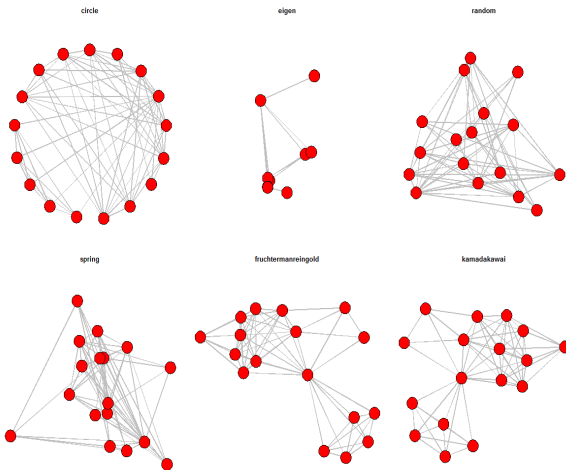 circle
eigen
random
spring
fruchtermanreingold
kamadakawai